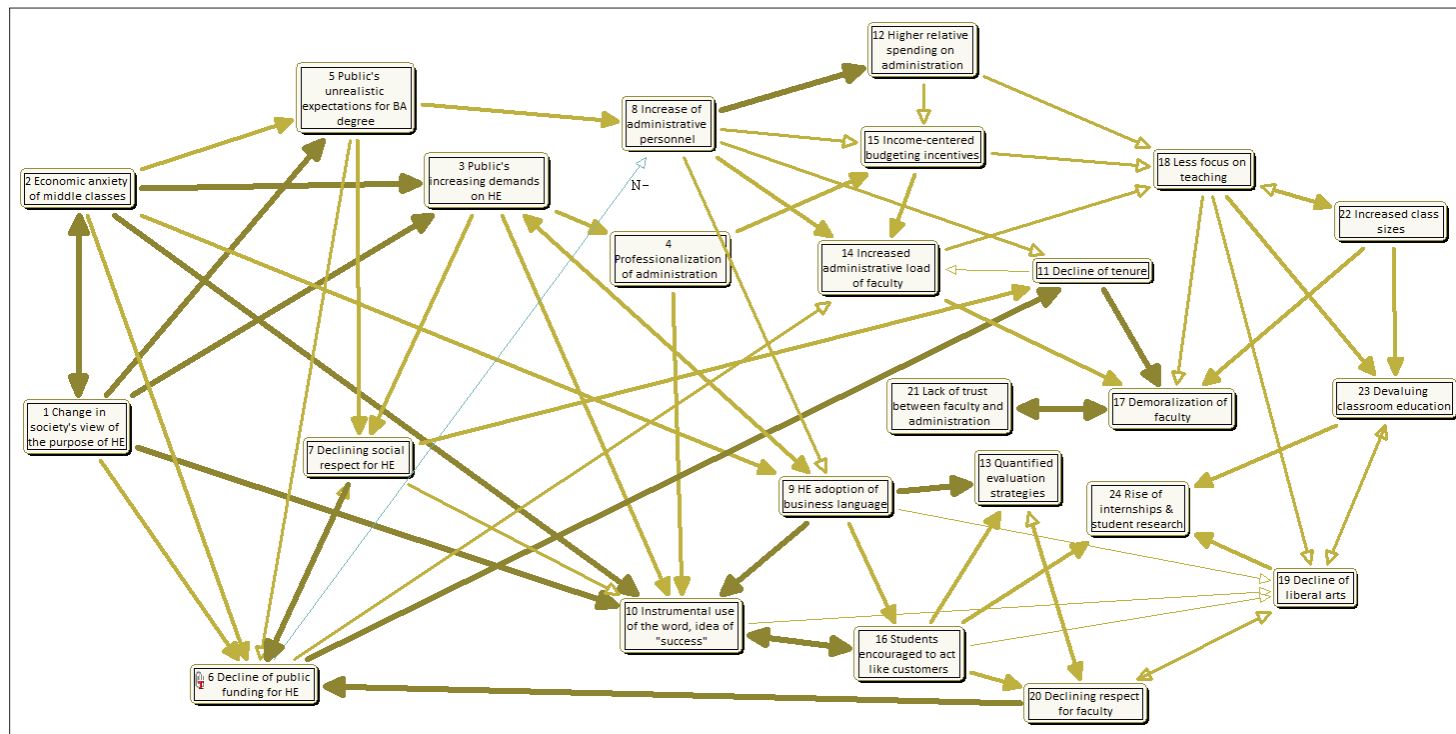 12 Higher relative
spending on
administration
5 Public's
unrealistic
expectations for BA
degree
8 Increase of
administrative
personnel
15 Income-centered
budgeting incentives
18 Less focus on
teaching
3 Public's
increasing demands
on HE
2 Economic anxiety
of middle classes
N-
22 Increased class
sizes
4
Professionalization
of administration
14 Increased
administrative load
of faculty
11 Decline of tenure
21 Lack of trust
between faculty and
administration
17 Demoralization of
faculty
23 Devaluing
classroom education
1 Change in
society's view of
the purpose of HE
7 Declining social
respect for HE
13 Quantified
evaluation
strategies
9 HE adoption of
business language
24 Rise of
internships &
student research
19 Decline of
liberal arts
10 Instrumental use
of the word, idea of
"success"
16 Students
encouraged to act
like customers
6 Decline of public
funding for HE
20 Declining respect
for faculty